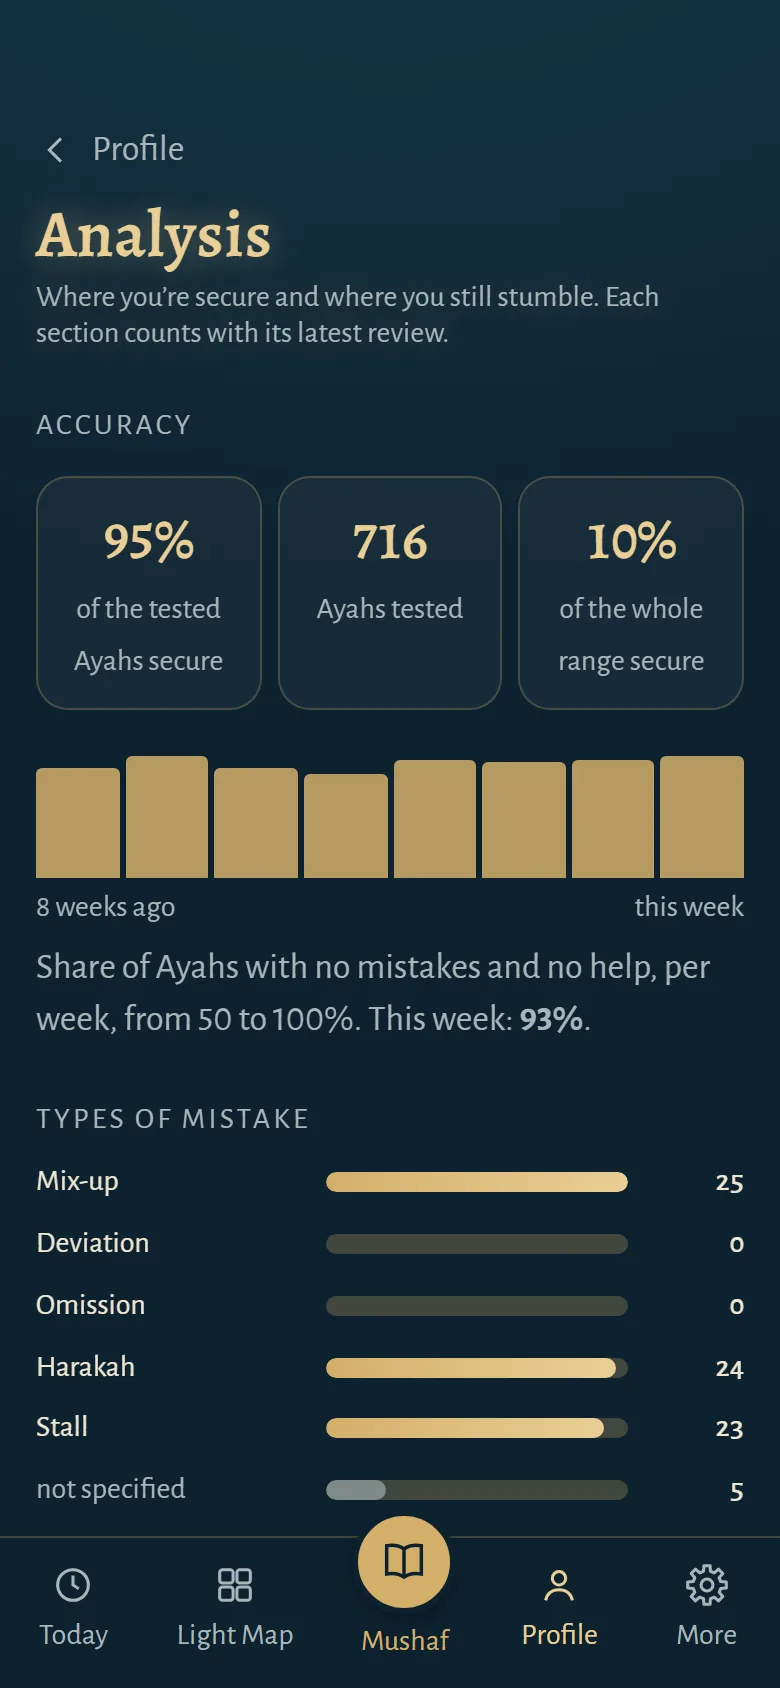 Profile
Analysis
Where you’re secure and where you still stumble. Each
section counts with its latest review.
ACCURACY
95%
of the tested
Ayahs secure
716
Ayahs tested
10%
of the whole
range secure
8 weeks ago
this week
Share of Ayahs with no mistakes and no help, per
week, from 50 to 100%. This week: 93%.
TYPES OF MISTAKE
Mix-up 25
Deviation 0
Omission 0
Harakah 24
Stall 23
not specified 5
Today
Light Map
Mushaf
Profile
More